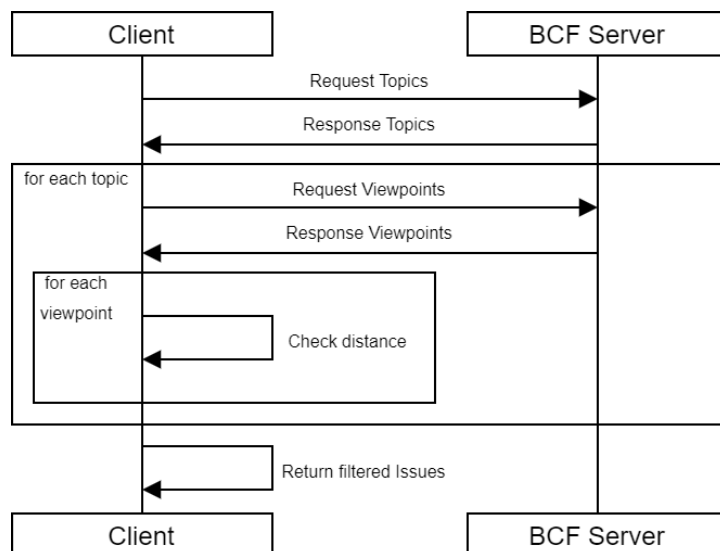 Client
BCF Server
Request Topics
Response Topics
for each topic
Request Viewpoints
Response Viewpoints
for each
viewpoint
Check distance
Return filtered Issues
Client
BCF Server